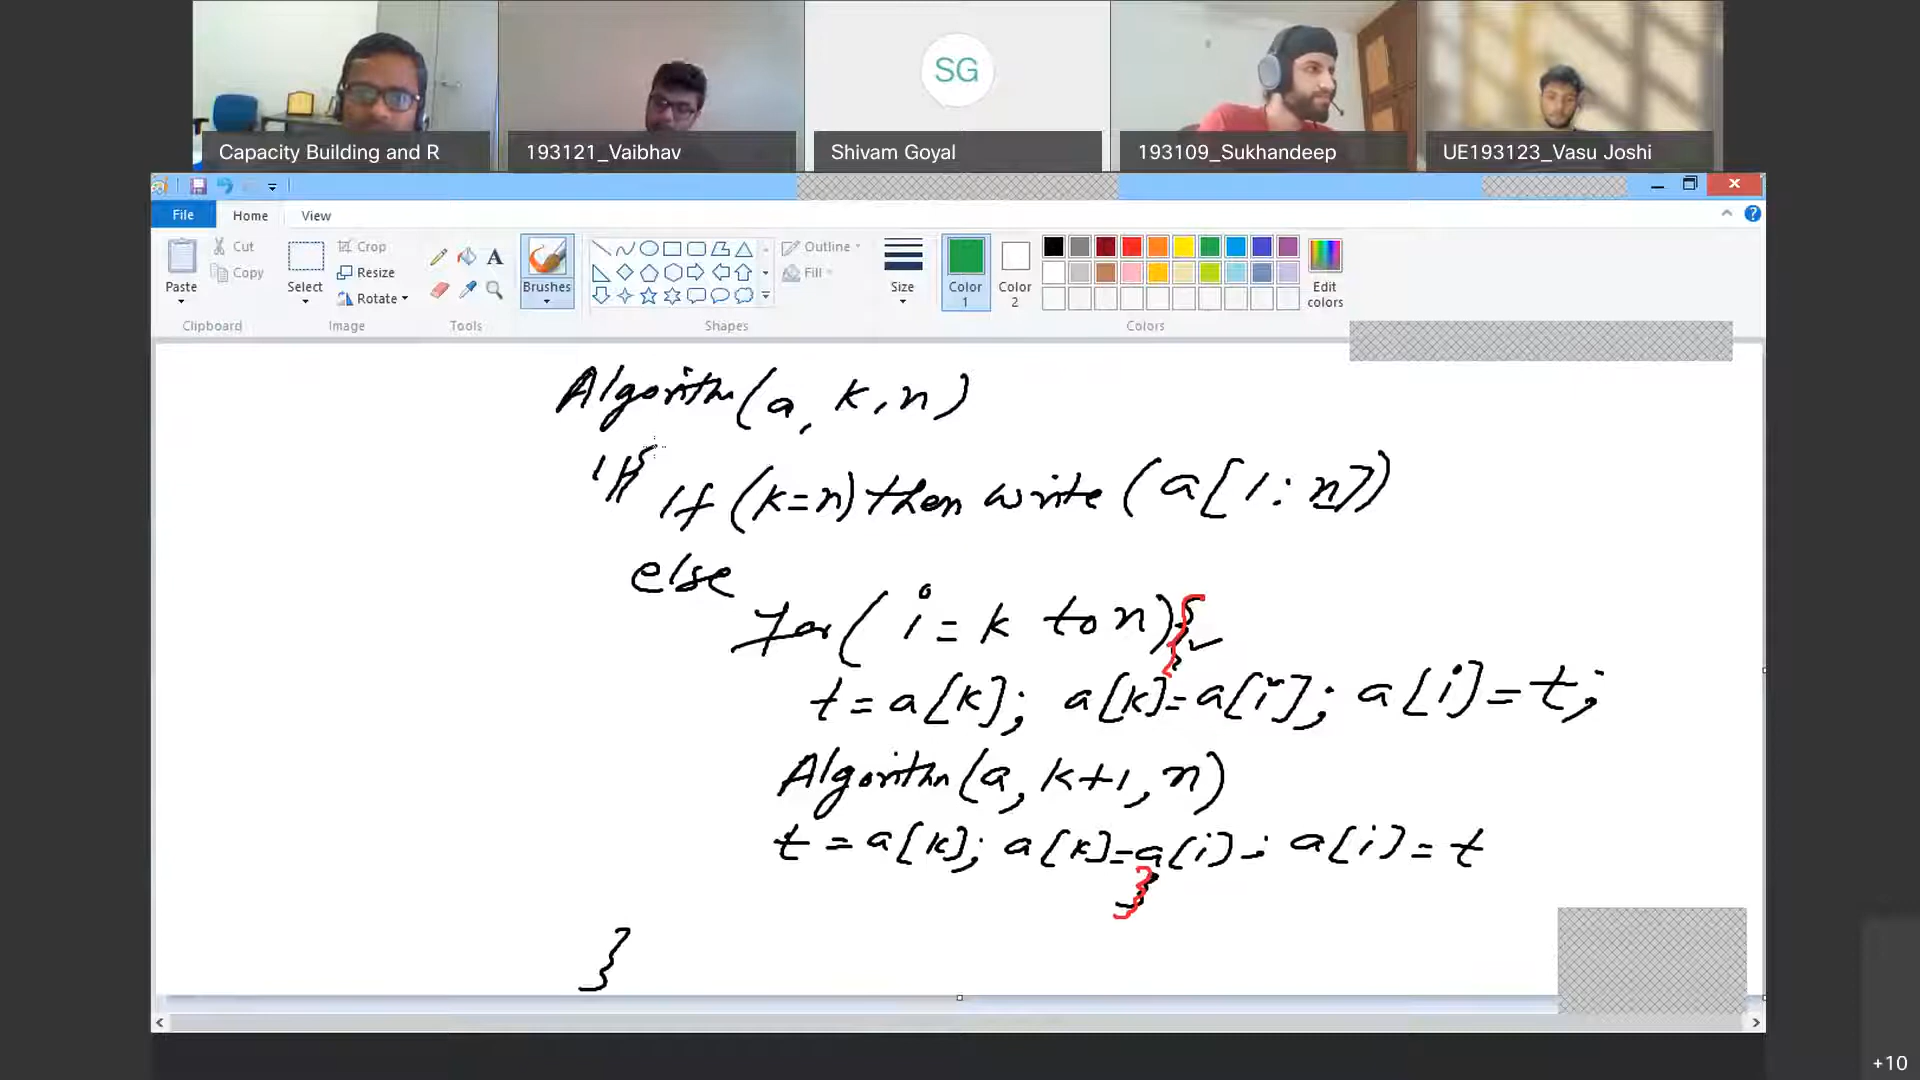 SG
Capacity Building and R
193121_Vaibhav
Shivam Goyal
193109_Sukhandeep
UE193123_Vasu Joshi
File Home View
Cut
Copy
Paste
Clipboard
Select
Crop
Resize
Rotate
Image
A
Tools
Brushes
Shapes
Outline
Fill
Size
Color 1
Color 2
Edit colors
Colors
Algorithm(a, k, n)
{
if (k=n) then write (a[1:n])
else
for( i = k to n){
t = a[k]; a[k]=a[i]; a[i]=t;
Algorithm(a, k+1, n)
t = a[k]; a[k]=a[i]; a[i]=t
}
}
+10